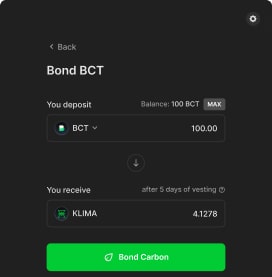 Back
Bond BCT
You deposit Balance: 100 BCT MAX
BCT 100.00
You receive after 5 days of vesting
KLIMA 4.1278
Bond Carbon